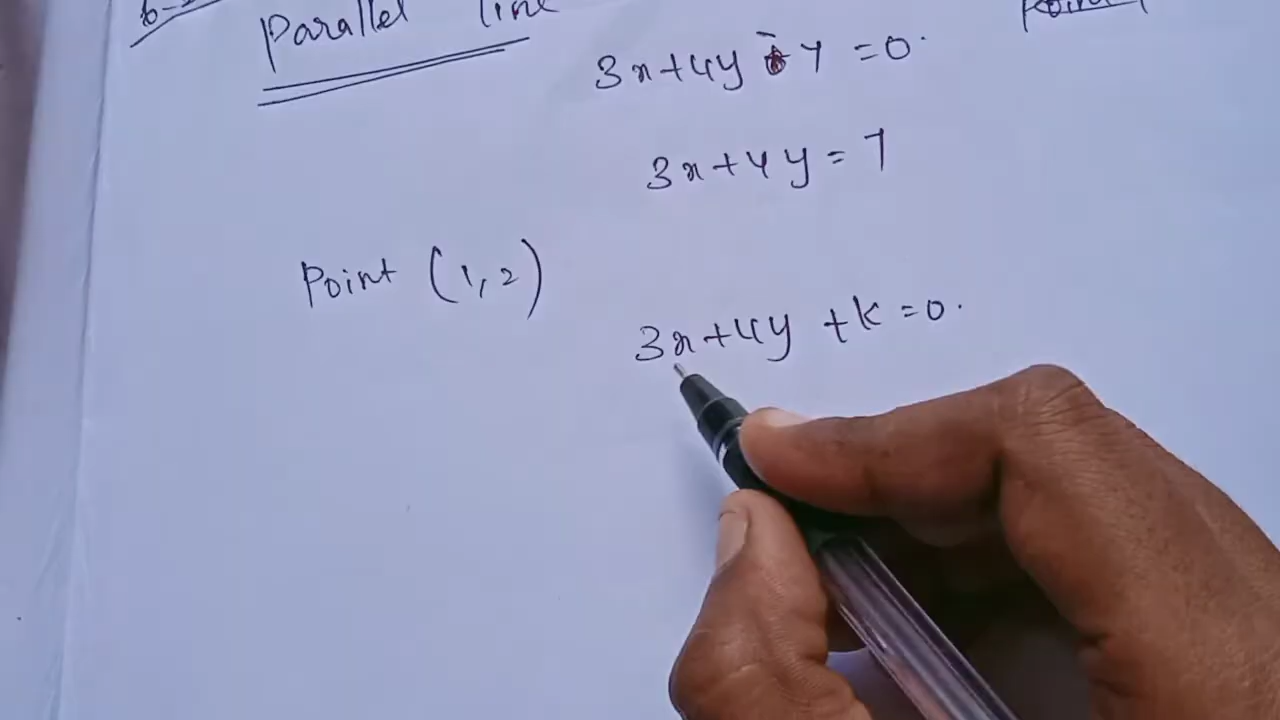 Parallel line
3x+4y - 7 =0.
3x+4y = 7
Point (1,2)
3x+4y +k =0.